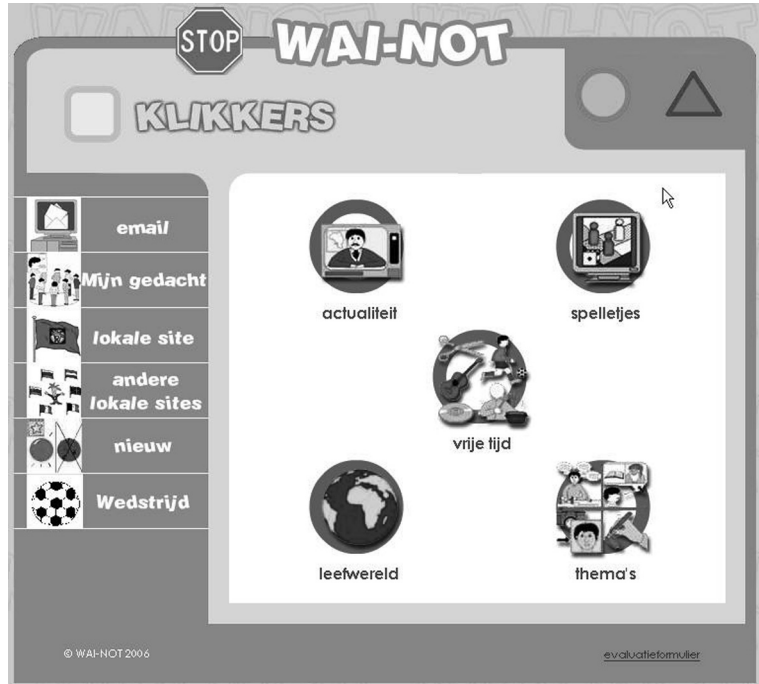 STOP
WAI-NOT
KLIKKERS
email
Mijn gedacht
lokale site
andere
lokale sites
nieuw
Wedstrijd
actualiteit
spelletjes
vrije tijd
leefwereld
thema's
© WAI-NOT 2006
evaluatieformulier